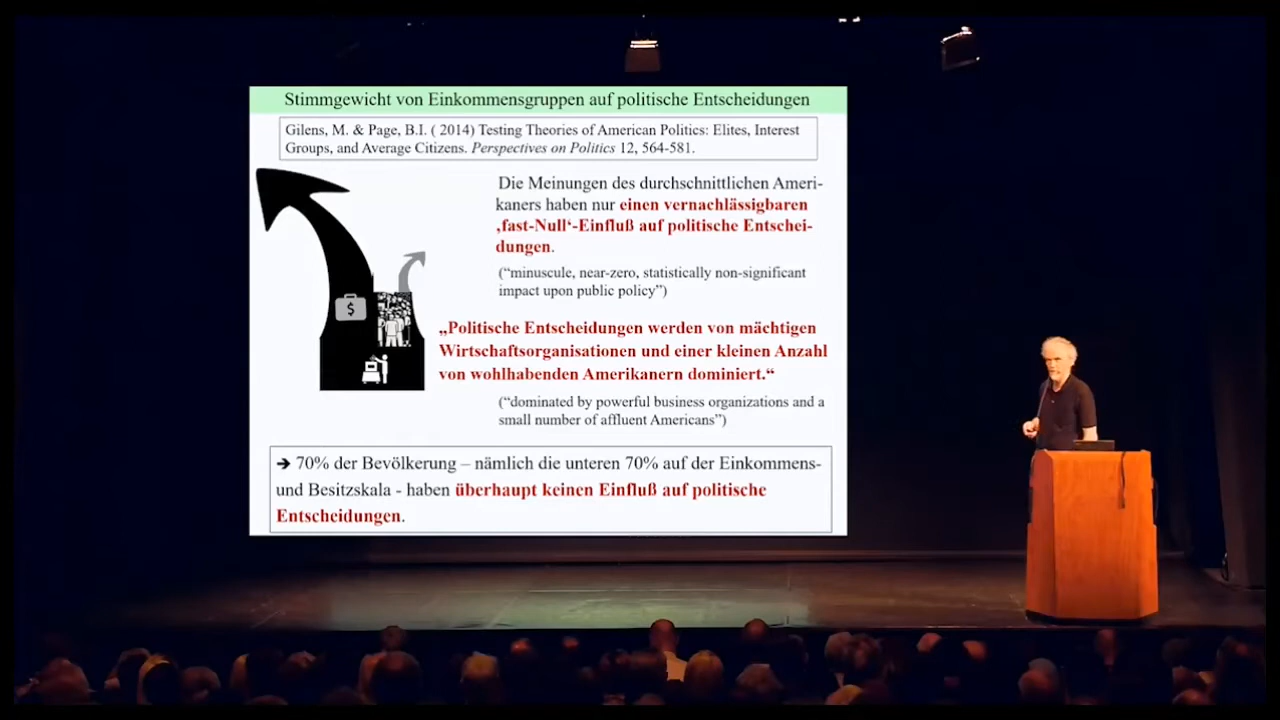 Stimmgewicht von Einkommensgruppen auf politische Entscheidungen
Gilens, M. & Page, B.I. ( 2014) Testing Theories of American Politics: Elites, Interest
Groups, and Average Citizens. Perspectives on Politics 12, 564-581.
Die Meinungen des durchschnittlichen Ameri-
kaners haben nur einen vernachlässigbaren
‚fast-Null‘-Einfluß auf politische Entschei-
dungen.
(“minuscule, near-zero, statistically non-significant
impact upon public policy”)
$
„Politische Entscheidungen werden von mächtigen
Wirtschaftsorganisationen und einer kleinen Anzahl
von wohlhabenden Amerikanern dominiert.“
(“dominated by powerful business organizations and a
small number of affluent Americans”)
➔ 70% der Bevölkerung – nämlich die unteren 70% auf der Einkommens-
und Besitzskala - haben überhaupt keinen Einfluß auf politische
Entscheidungen.